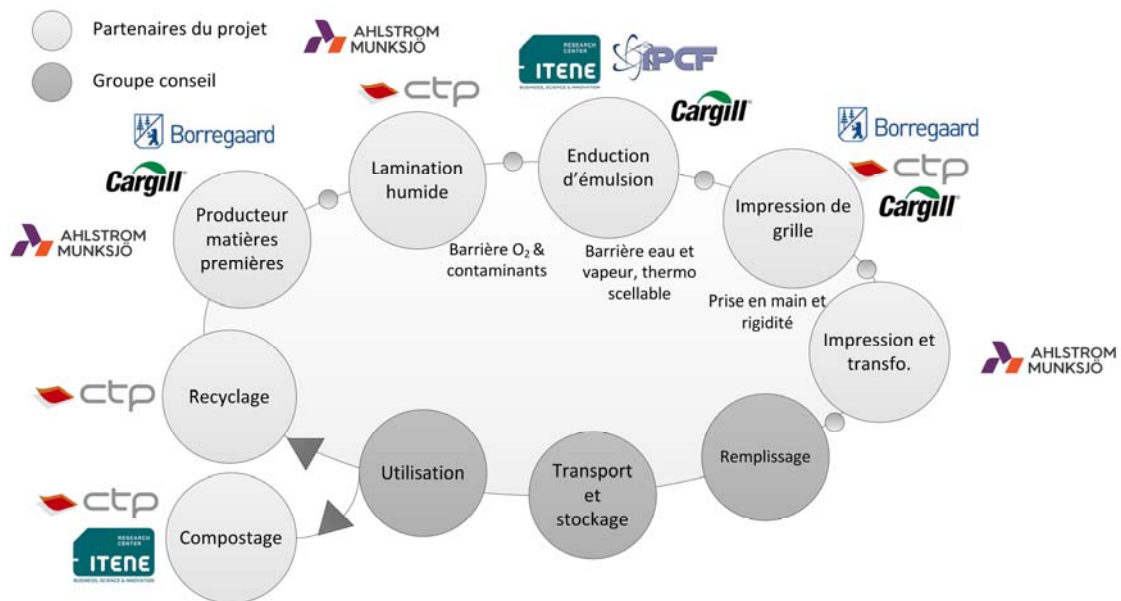 Partenaires du projet
Groupe conseil
AHLSTROM
MUNKSJÖ
ctp
RESEARCH
CENTER
ITENE
BUSINESS, SCIENCE & INNOVATION
IPCF
Cargill
Borregaard
ctp
Cargill
Borregaard
Cargill
AHLSTROM
MUNKSJÖ
Producteur
matières
premières
Lamination
humide
Barrière O₂ &
contaminants
Enduction
d'émulsion
Barrière eau et
vapeur, thermo
scellable
Impression de
grille
Prise en main et
rigidité
Impression et
transfo.
AHLSTROM
MUNKSJÖ
Remplissage
Transport
et
stockage
Utilisation
ctp
Recyclage
ctp
RESEARCH
CENTER
ITENE
BUSINESS, SCIENCE & INNOVATION
Compostage